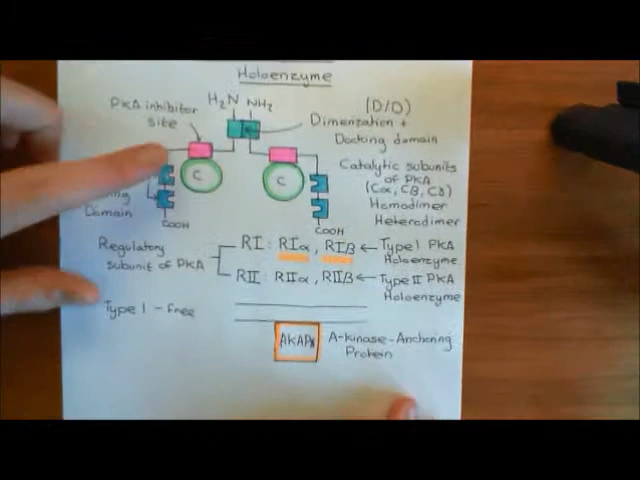 Holoenzyme
H₂N NH₂
(D/D)
PKA inhibitor
site
Dimerization +
Docking domain
C
C
Catalytic subunits
of PKA
(Cα, Cβ, Cγ)
Homodimer
Heterodimer
Domain
COOH
COOH
Regulatory
subunit of PKA
RI : RIα, RIβ ← Type I PKA
Holoenzyme
RII : RIIα, RIIβ ← Type II PKA
Holoenzyme
Type I - Free
AKAPs
A-kinase-Anchoring
Protein